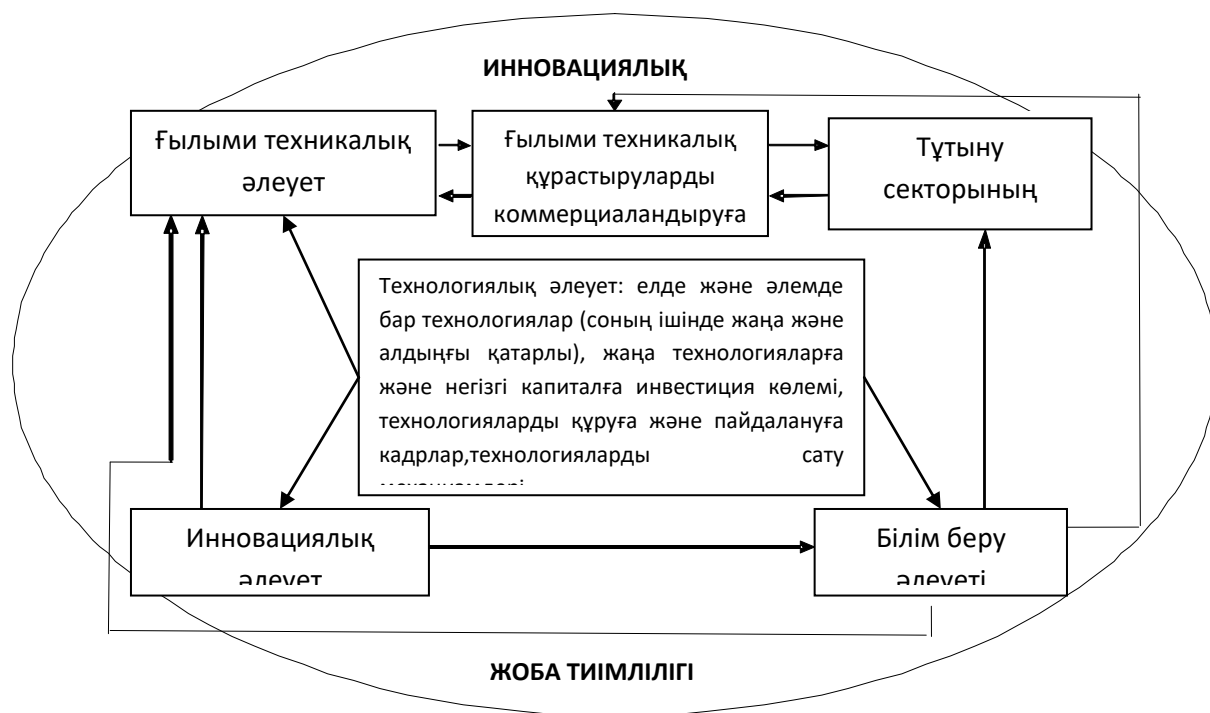 ИННОВАЦИЯЛЫҚ
Ғылыми техникалық
әлеует
Ғылыми техникалық
құрастыруларды
коммерциаландыруға
Тұтыну
секторының
Технологиялық әлеует: елде және әлемде
бар технологиялар (соның ішінде жаңа және
алдыңғы қатарлы), жаңа технологияларға
және негізгі капиталға инвестиция көлемі,
технологияларды құруға және пайдалануға
кадрлар,технологияларды сату
Инновациялық
әлеует
Білім беру
әлеуеті
ЖОБА ТИІМЛІЛІГІ